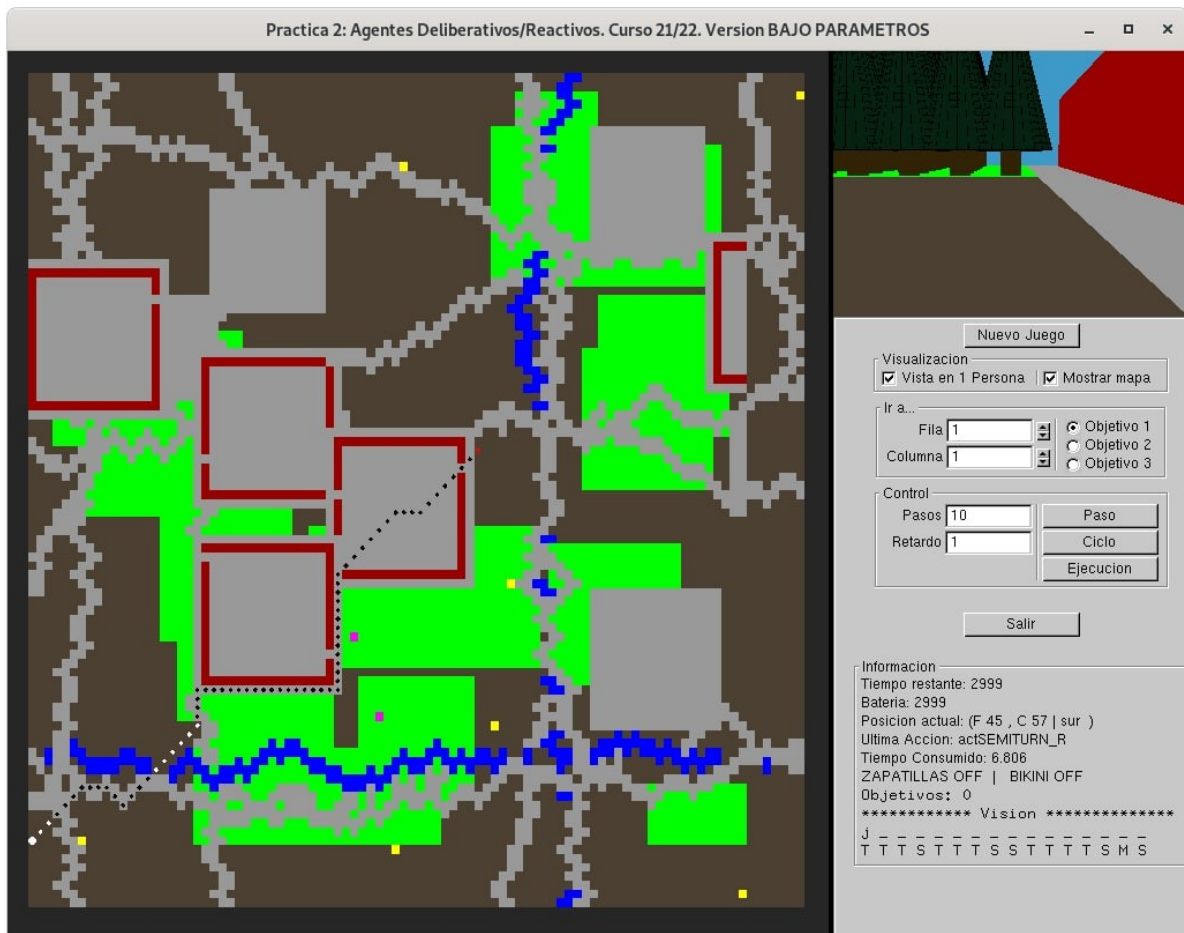 Practica 2: Agentes Deliberativos/Reactivos. Curso 21/22. Version BAJO PARAMETROS
Nuevo Juego
Visualizacion
Vista en 1 Persona
Mostrar mapa
Ir a...
Fila 1
Columna 1
Objetivo 1
Objetivo 2
Objetivo 3
Control
Pasos 10
Retardo 1
Paso
Ciclo
Ejecucion
Salir
Informacion
Tiempo restante: 2999
Bateria: 2999
Posicion actual: (F 45 , C 57 | sur )
Ultima Accion: actSEMITURN_R
Tiempo Consumido: 6.806
ZAPATILLAS OFF | BIKINI OFF
Objetivos: 0
************ Vision *************
j _ _ _ _ _ _ _ _ _ _ _ _ _ _ _
T T T S T T T S S T T T T S M S